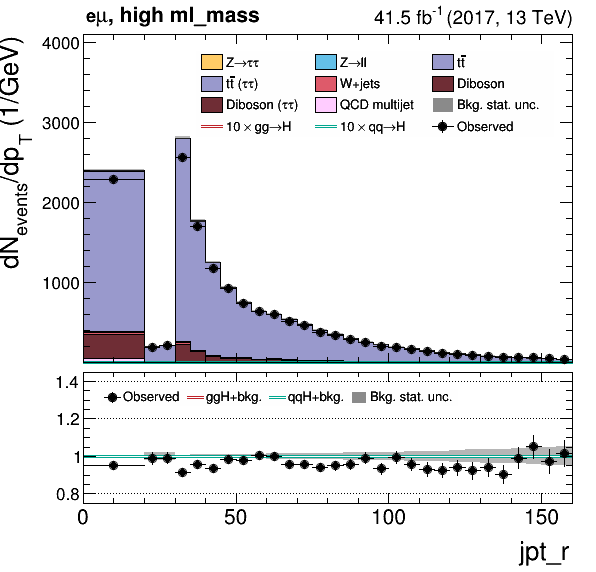 eμ, high ml_mass 41.5 fb⁻¹ (2017, 13 TeV)
dN_events/dp_T (1/GeV)
4000
3000
2000
1000
Z→ττ Z→ll tt̄
tt̄ (ττ) W+jets Diboson
Diboson (ττ) QCD multijet Bkg. stat. unc.
10 × gg→H 10 × qq→H Observed
1.4
1.2
1
0.8
Observed ggH+bkg. qqH+bkg. Bkg. stat. unc.
0 50 100 150
jpt_r